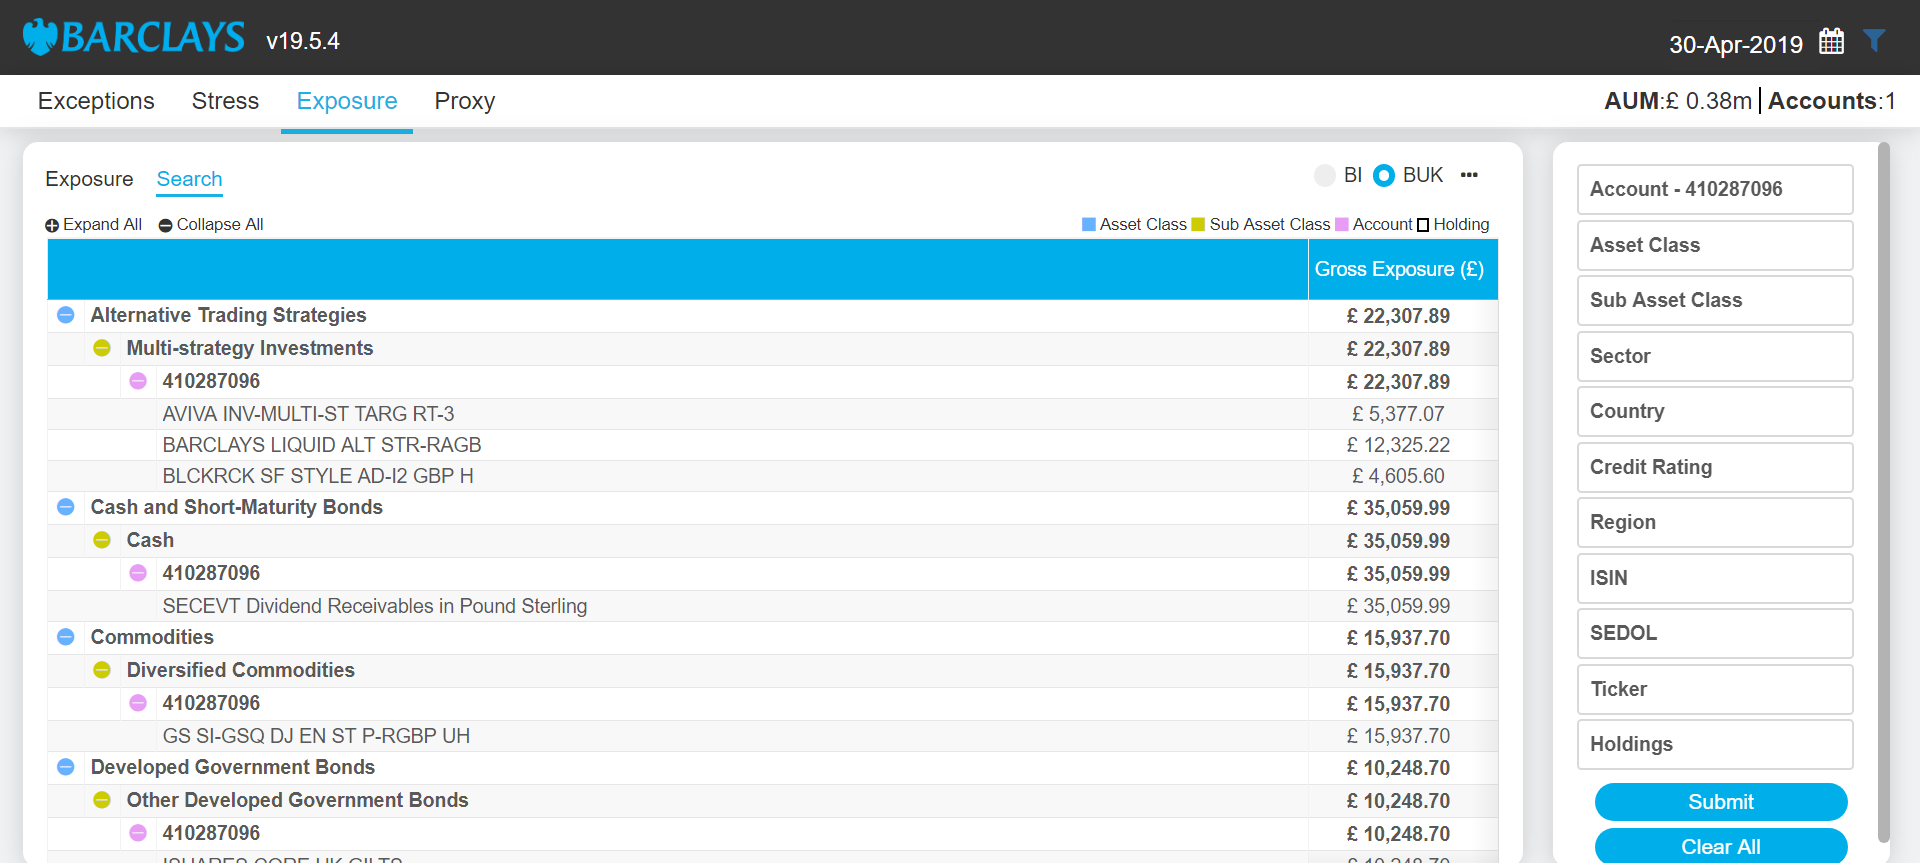 BARCLAYS v19.5.4
30-Apr-2019
Exceptions Stress Exposure Proxy
AUM:£ 0.38m Accounts:1
Exposure Search
BI BUK
Expand All Collapse All
Asset Class Sub Asset Class Account Holding
Gross Exposure (£)
Alternative Trading Strategies £ 22,307.89
Multi-strategy Investments £ 22,307.89
410287096 £ 22,307.89
AVIVA INV-MULTI-ST TARG RT-3 £ 5,377.07
BARCLAYS LIQUID ALT STR-RAGB £ 12,325.22
BLCKRCK SF STYLE AD-I2 GBP H £ 4,605.60
Cash and Short-Maturity Bonds £ 35,059.99
Cash £ 35,059.99
410287096 £ 35,059.99
SECEVT Dividend Receivables in Pound Sterling £ 35,059.99
Commodities £ 15,937.70
Diversified Commodities £ 15,937.70
410287096 £ 15,937.70
GS SI-GSQ DJ EN ST P-RGBP UH £ 15,937.70
Developed Government Bonds £ 10,248.70
Other Developed Government Bonds £ 10,248.70
410287096 £ 10,248.70
ISHARES CORE UK GILTS £ 10,248.70
Account - 410287096
Asset Class
Sub Asset Class
Sector
Country
Credit Rating
Region
ISIN
SEDOL
Ticker
Holdings
Submit
Clear All